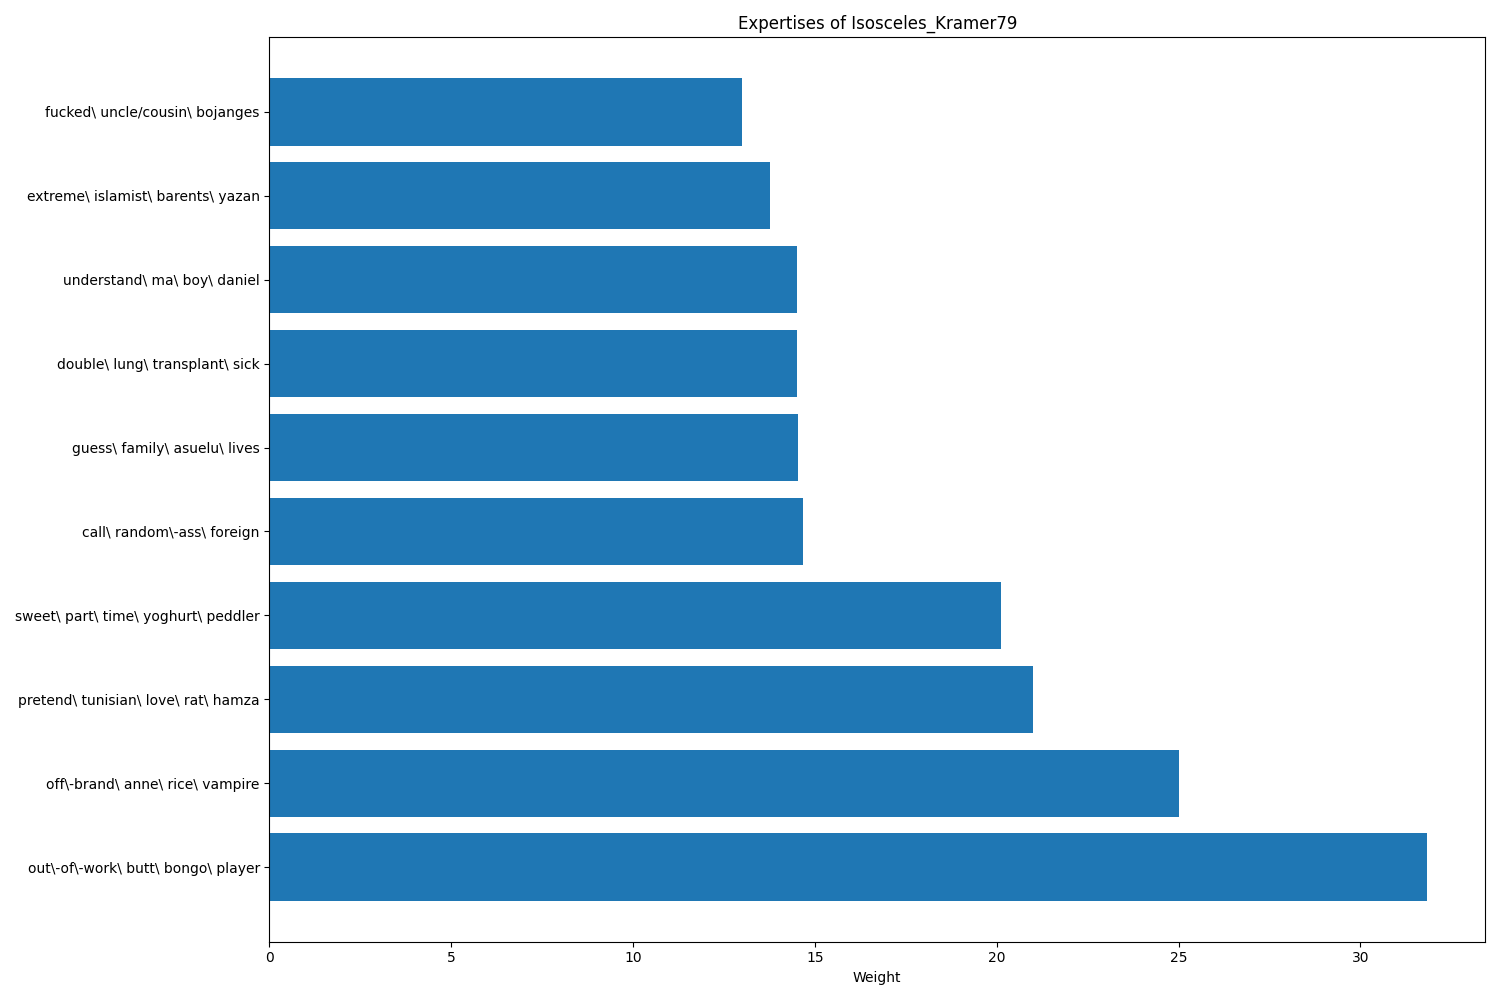 Expertises of Isosceles_Kramer79
fucked\ uncle/cousin\ bojanges
extreme\ islamist\ barents\ yazan
understand\ ma\ boy\ daniel
double\ lung\ transplant\ sick
guess\ family\ asuelu\ lives
call\ random\-ass\ foreign
sweet\ part\ time\ yoghurt\ peddler
pretend\ tunisian\ love\ rat\ hamza
off\-brand\ anne\ rice\ vampire
out\-of\-work\ butt\ bongo\ player
0 5 10 15 20 25 30
Weight